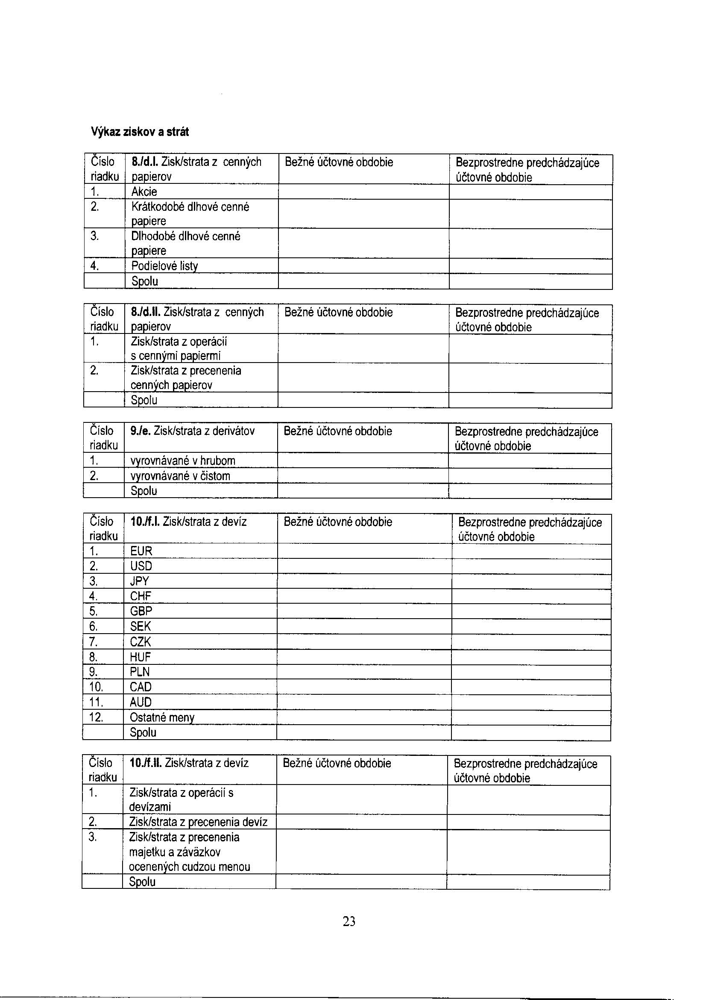 Výkaz ziskov a strát
Číslo 8./d.I. Zisk/strata z cenných Bežné účtovné obdobie Bezprostredne predchádzajúce
riadku papierov účtovné obdobie
1. Akcie
2. Krátkodobé dlhové cenné
papiere
3. Dlhodobé dlhové cenné
papiere
4. Podielové listy
Spolu
Číslo 8./d.II. Zisk/strata z cenných Bežné účtovné obdobie Bezprostredne predchádzajúce
riadku papierov účtovné obdobie
1. Zisk/strata z operácií
s cennými papiermi
2. Zisk/strata z precenenia
cenných papierov
Spolu
Číslo 9./e. Zisk/strata z derivátov Bežné účtovné obdobie Bezprostredne predchádzajúce
riadku účtovné obdobie
1. vyrovnávané v hrubom
2. vyrovnávané v čistom
Spolu
Číslo 10./f.I. Zisk/strata z devíz Bežné účtovné obdobie Bezprostredne predchádzajúce
riadku účtovné obdobie
1. EUR
2. USD
3. JPY
4. CHF
5. GBP
6. SEK
7. CZK
8. HUF
9. PLN
10. CAD
11. AUD
12. Ostatné meny
Spolu
Číslo 10./f.II. Zisk/strata z devíz Bežné účtovné obdobie Bezprostredne predchádzajúce
riadku účtovné obdobie
1. Zisk/strata z operácií s
devízami
2. Zisk/strata z precenenia devíz
3. Zisk/strata z precenenia
majetku a záväzkov
ocenených cudzou menou
Spolu
23